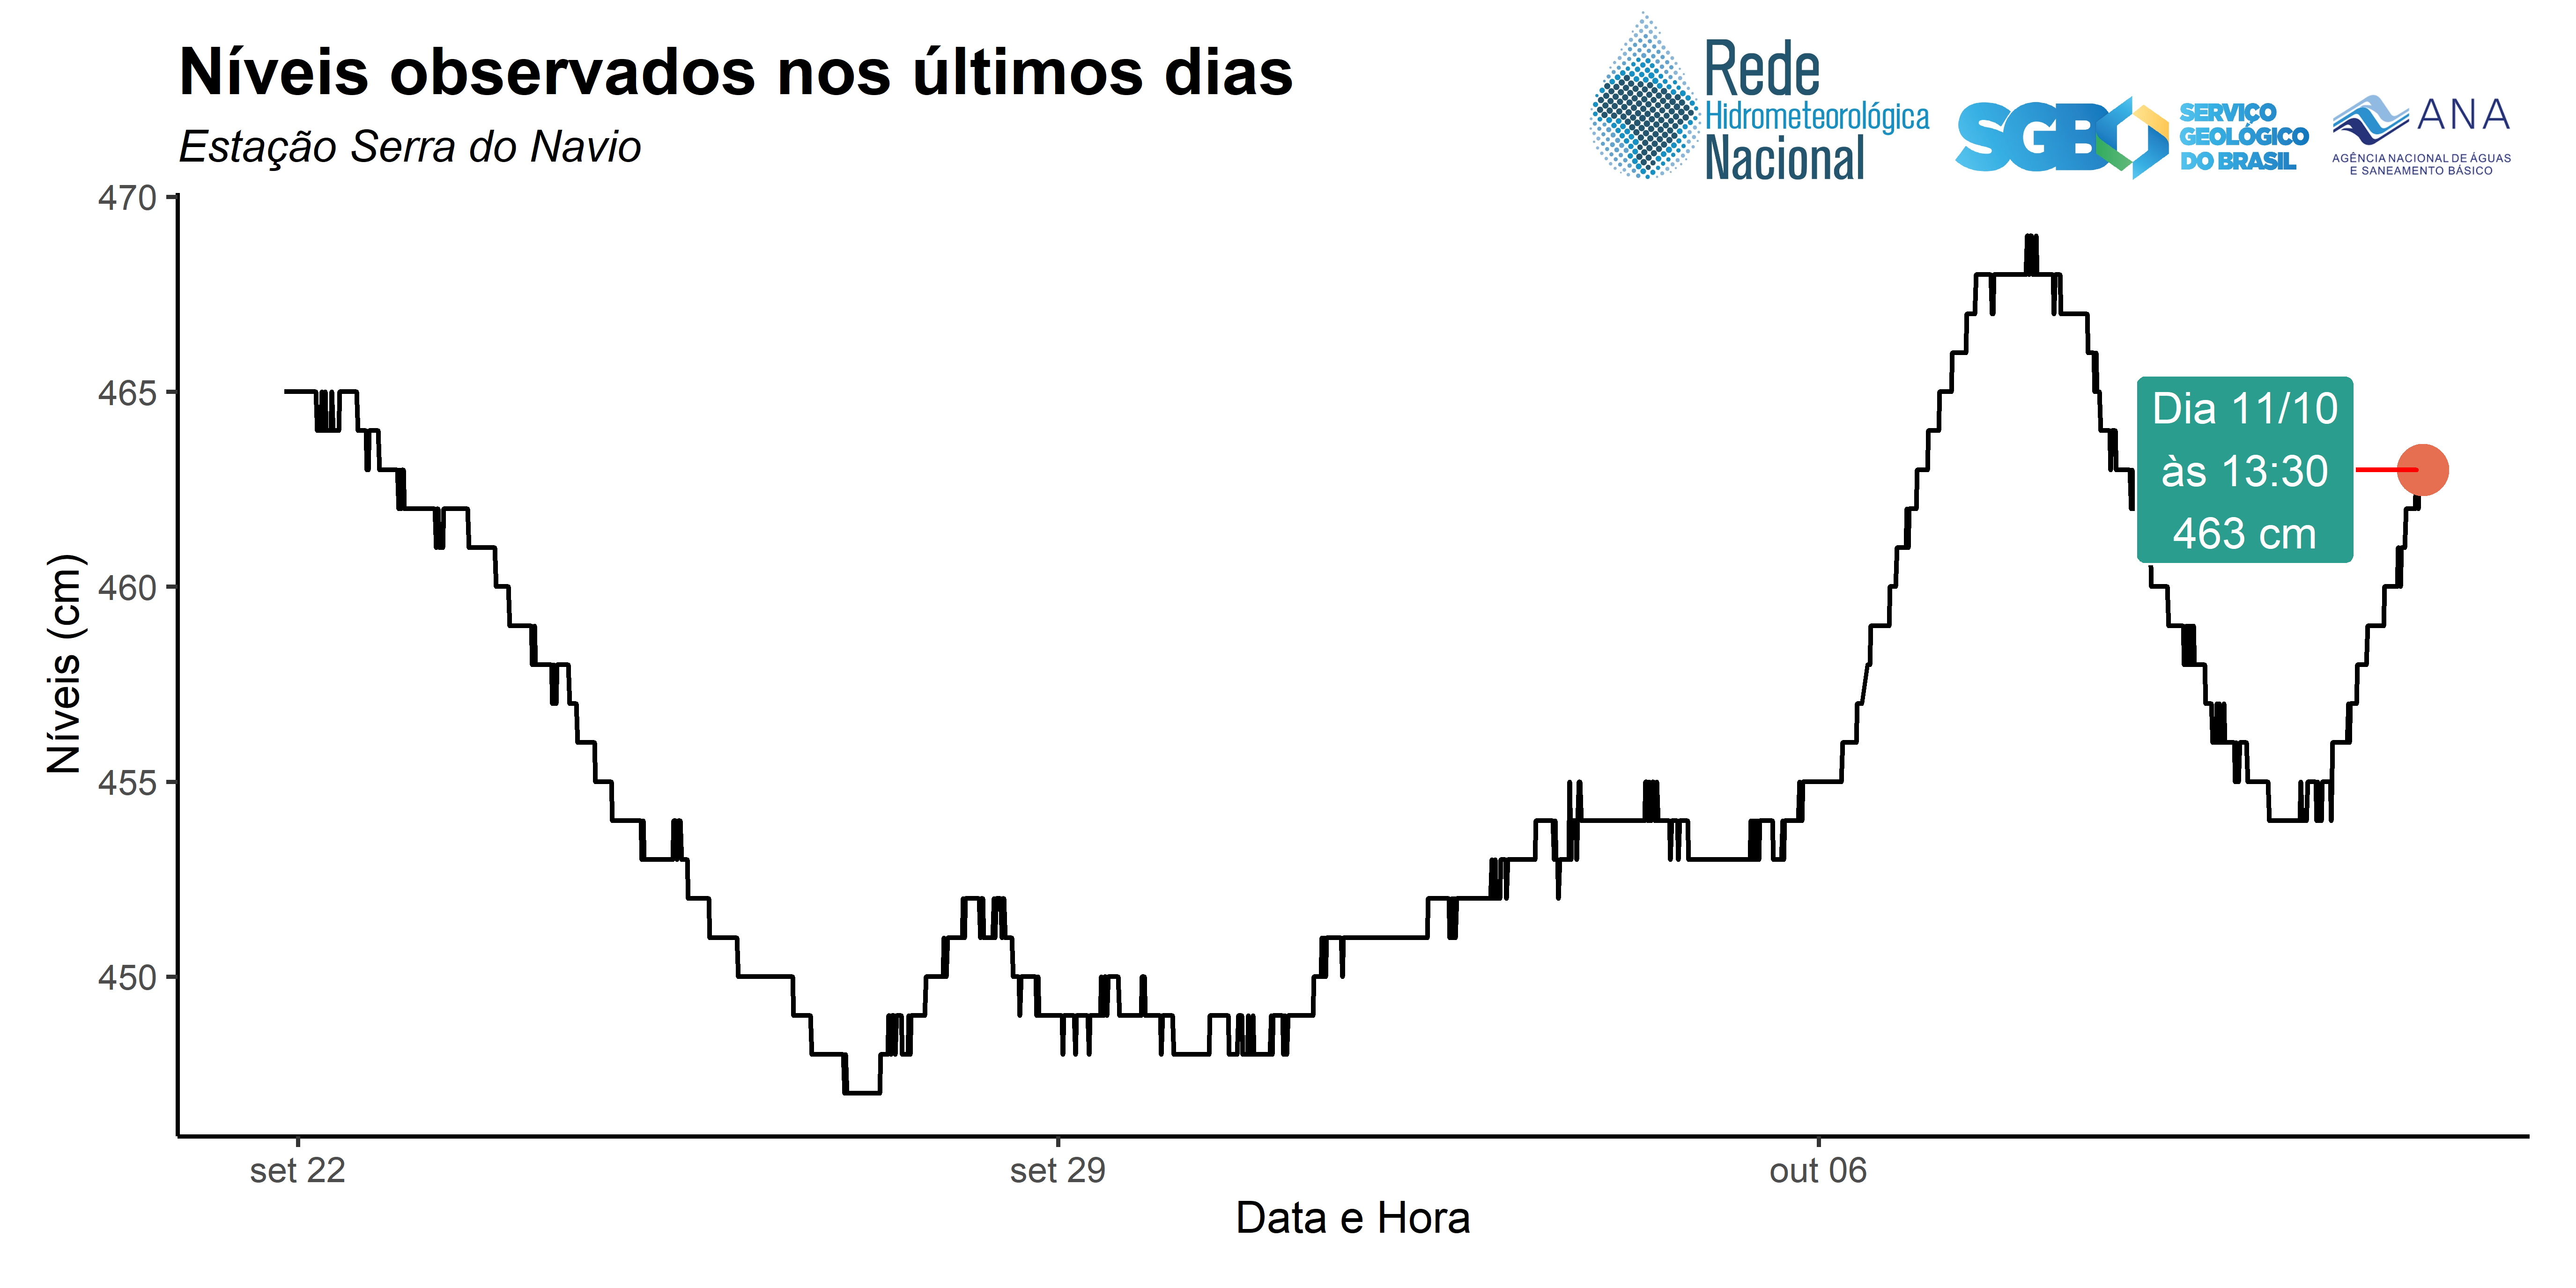 Níveis observados nos últimos dias
Estação Serra do Navio
Rede
Hidrometeorológica
Nacional
SGB
SERVIÇO
GEOLÓGICO
DO BRASIL
ANA
AGÊNCIA NACIONAL DE ÁGUAS
E SANEAMENTO BÁSICO
470
465
460
455
450
Níveis (cm)
Dia 11/10
às 13:30
463 cm
set 22
set 29
out 06
Data e Hora